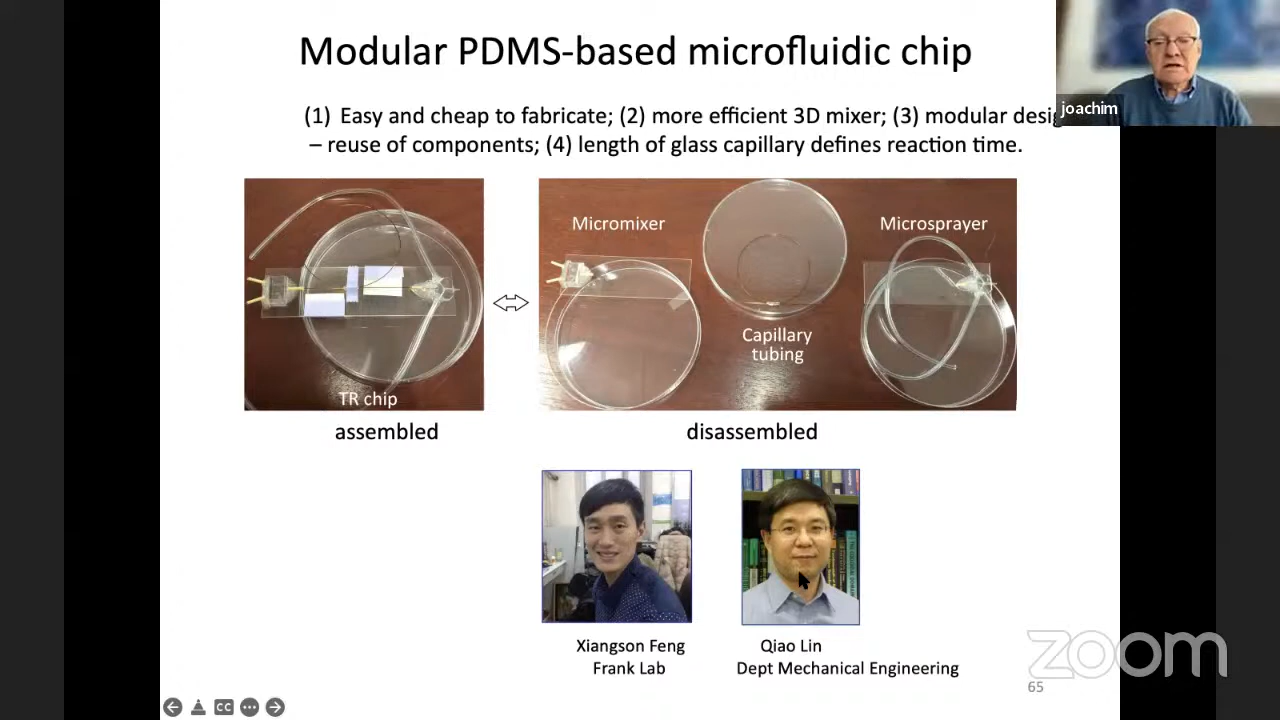 Modular PDMS-based microfluidic chip
joachim
(1) Easy and cheap to fabricate; (2) more efficient 3D mixer; (3) modular
– reuse of components; (4) length of glass capillary defines reaction time.
Micromixer
Microsprayer
Capillary
tubing
TR chip
assembled
disassembled
Xiangson Feng
Frank Lab
Qiao Lin
Dept Mechanical Engineering
zoom
65
CC